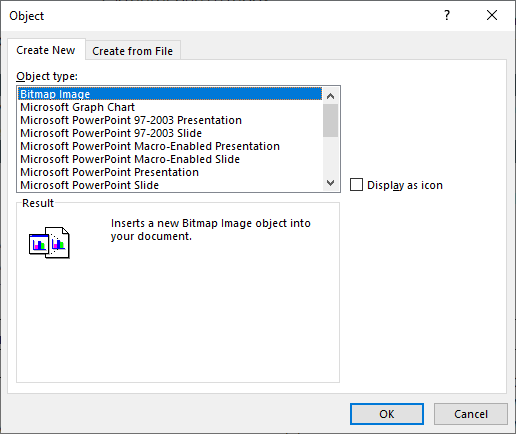 Object
Create New
Create from File
Object type:
Bitmap Image
Microsoft Graph Chart
Microsoft PowerPoint 97-2003 Presentation
Microsoft PowerPoint 97-2003 Slide
Microsoft PowerPoint Macro-Enabled Presentation
Microsoft PowerPoint Macro-Enabled Slide
Microsoft PowerPoint Presentation
Microsoft PowerPoint Slide
Display as icon
Result
Inserts a new Bitmap Image object into
your document.
OK
Cancel